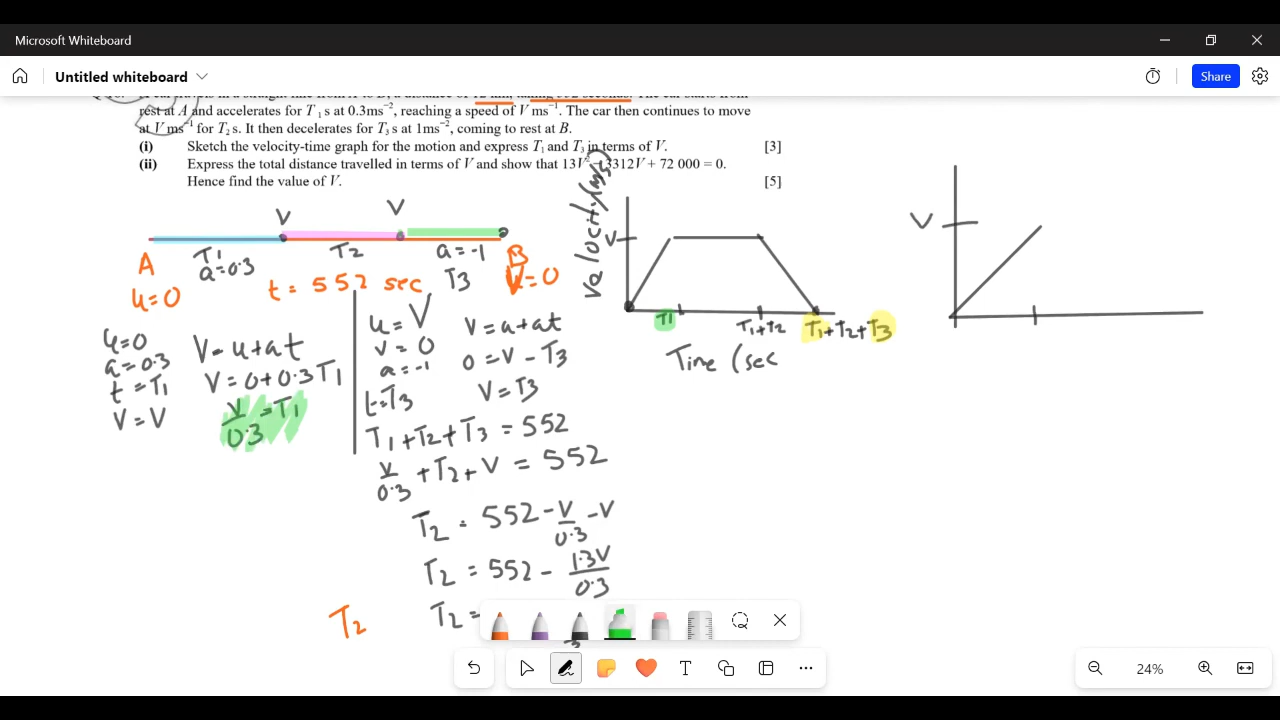 Microsoft Whiteboard
Untitled whiteboard
Share
rest at A and accelerates for T₁ s at 0.3ms⁻², reaching a speed of V ms⁻¹. The car then continues to move
at V ms⁻¹ for T₂ s. It then decelerates for T₃ s at 1ms⁻², coming to rest at B.
(i) Sketch the velocity-time graph for the motion and express T₁ and T₃ in terms of V. [3]
(ii) Express the total distance travelled in terms of V and show that 13V² – 3312V + 72 000 = 0.
Hence find the value of V. [5]
V V
A T1 T2 a = -1 B
a = 0.3
u = 0 t = 552 sec T3 V = 0
u=0
a = 0.3
t = T1
V = V
V = u + at
V = 0 + 0.3 T1
V/0.3 = T1
u = V
v = 0
a = -1
t = T3
V = u + at
0 = V - T3
V = T3
T1 + T2 + T3 = 552
V/0.3 + T2 + V = 552
T2 = 552 - V/0.3 - V
T2 = 552 - 1.3V/0.3
T2 =
T2
Velocity (m/s)
V
T1 T1+T2 T1+T2+T3
Time (sec
V
24%